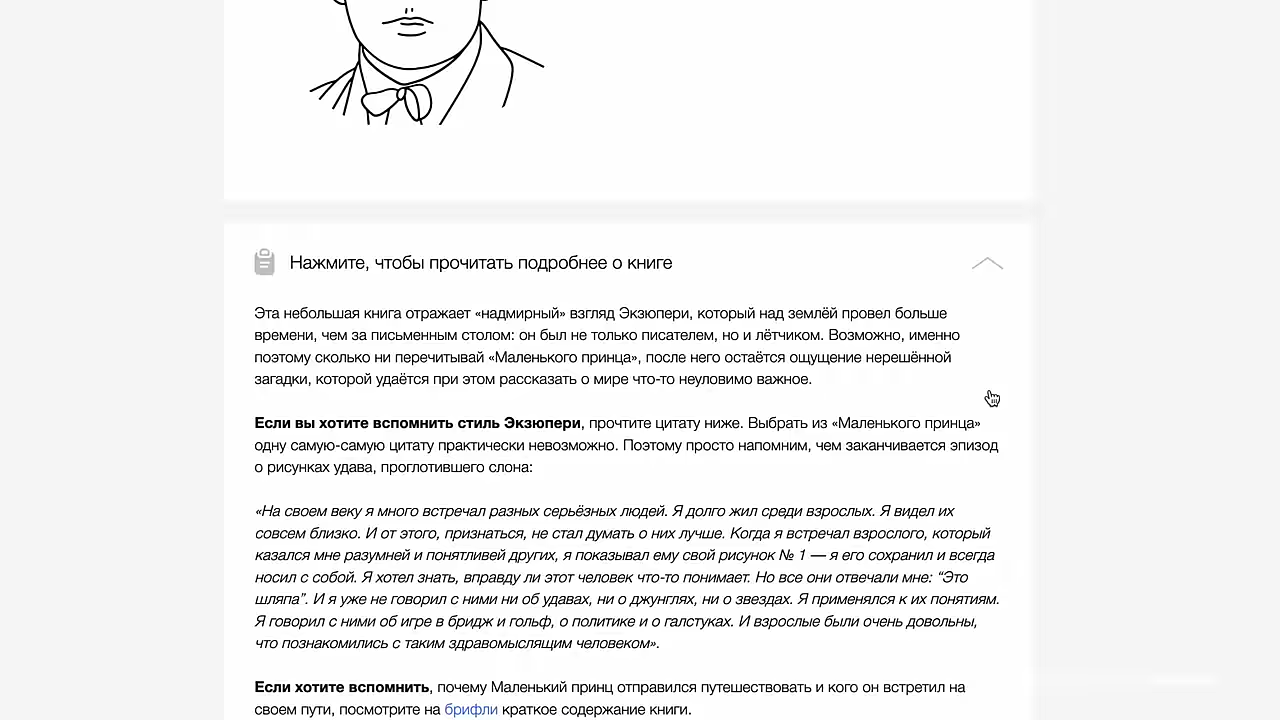 Нажмите, чтобы прочитать подробнее о книге
Эта небольшая книга отражает «надмирный» взгляд Экзюпери, который над землёй провел больше
времени, чем за письменным столом: он был не только писателем, но и лётчиком. Возможно, именно
поэтому сколько ни перечитывай «Маленького принца», после него остаётся ощущение нерешённой
загадки, которой удаётся при этом рассказать о мире что-то неуловимо важное.
Если вы хотите вспомнить стиль Экзюпери, прочтите цитату ниже. Выбрать из «Маленького принца»
одну самую-самую цитату практически невозможно. Поэтому просто напомним, чем заканчивается эпизод
о рисунках удава, проглотившего слона:
«На своем веку я много встречал разных серьёзных людей. Я долго жил среди взрослых. Я видел их
совсем близко. И от этого, признаться, не стал думать о них лучше. Когда я встречал взрослого, который
казался мне разумней и понятливей других, я показывал ему свой рисунок № 1 — я его сохранил и всегда
носил с собой. Я хотел знать, вправду ли этот человек что-то понимает. Но все они отвечали мне: “Это
шляпа”. И я уже не говорил с ними ни об удавах, ни о джунглях, ни о звездах. Я применялся к их понятиям.
Я говорил с ними об игре в бридж и гольф, о политике и о галстуках. И взрослые были очень довольны,
что познакомились с таким здравомыслящим человеком».
Если хотите вспомнить, почему Маленький принц отправился путешествовать и кого он встретил на
своем пути, посмотрите на брифли краткое содержание книги.